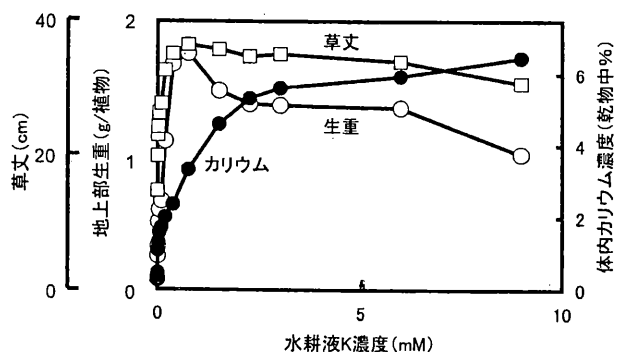 草丈(cm)
40
20
0
地上部生重(g/植物)
2
1
0
草丈
生重
カリウム
体内カリウム濃度(乾物中%)
6
4
2
0
0
5
10
水耕液K濃度(mM)